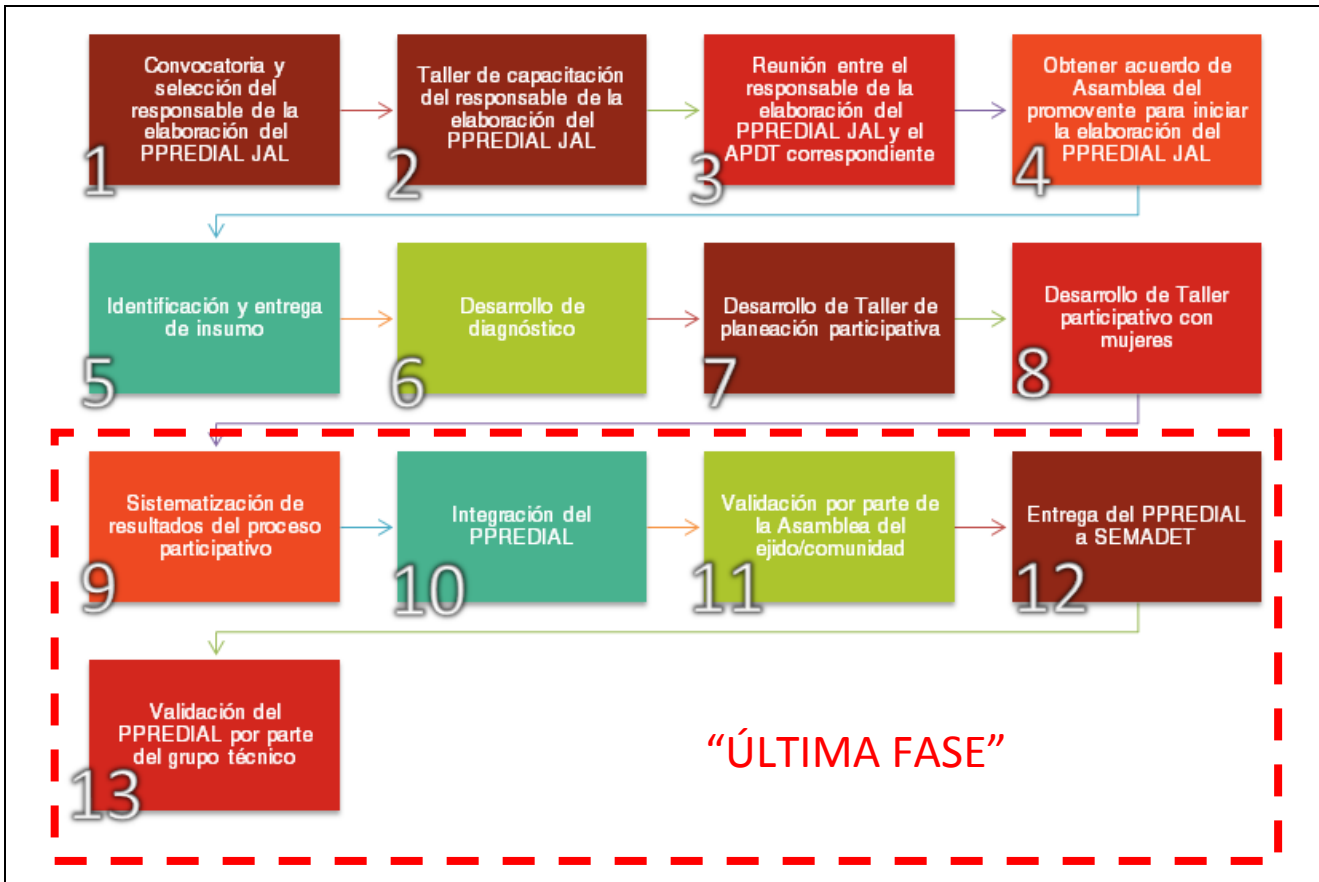 Convocatoria y
selección del
responsable de la
elaboración del
PPREDIAL JAL
1
Taller de capacitación
del responsable de la
elaboración del
PPREDIAL JAL
2
Reunión entre el
responsable de la
elaboración del
PPREDIAL JAL y el
APDT correspondiente
3
Obtener acuerdo de
Asamblea del
promovente para iniciar
la elaboración del
PPREDIAL JAL
4
Identificación y entrega
de insumo
5
Desarrollo de
diagnóstico
6
Desarrollo de Taller de
planeación participativa
7
Desarrollo de Taller
participativo con
mujeres
8
Sistematización de
resultados del proceso
participativo
9
Integración del
PPREDIAL
10
Validación por parte de
la Asamblea del
ejido/comunidad
11
Entrega del PPREDIAL
a SEMADET
12
Validación del
PPREDIAL por parte
del grupo técnico
13
“ÚLTIMA FASE”